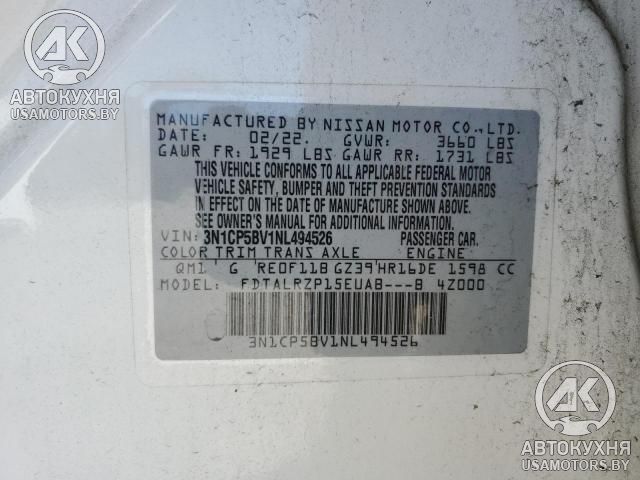 AK
АВТОКУХНЯ
USAMOTORS.BY
MANUFACTURED BY NISSAN MOTOR CO.,LTD.
DATE: 02/22. GVWR: 3660 LBS
GAWR FR: 1929 LBS GAWR RR: 1731 LBS
THIS VEHICLE CONFORMS TO ALL APPLICABLE FEDERAL MOTOR
VEHICLE SAFETY, BUMPER AND THEFT PREVENTION STANDARDS
IN EFFECT ON THE DATE OF MANUFACTURE SHOWN ABOVE.
SEE OWNER'S MANUAL FOR ADDITIONAL INFORMATION.
VIN: 3N1CP5BV1NL494526 PASSENGER CAR
COLOR TRIM TRANS AXLE ENGINE
QM1 G RE0F11B GZ39 HR16DE 1598 CC
MODEL: FDTALRZP15EUAB---B 4Z000
3N1CP5BV1NL494526
AK
АВТОКУХНЯ
USAMOTORS.BY